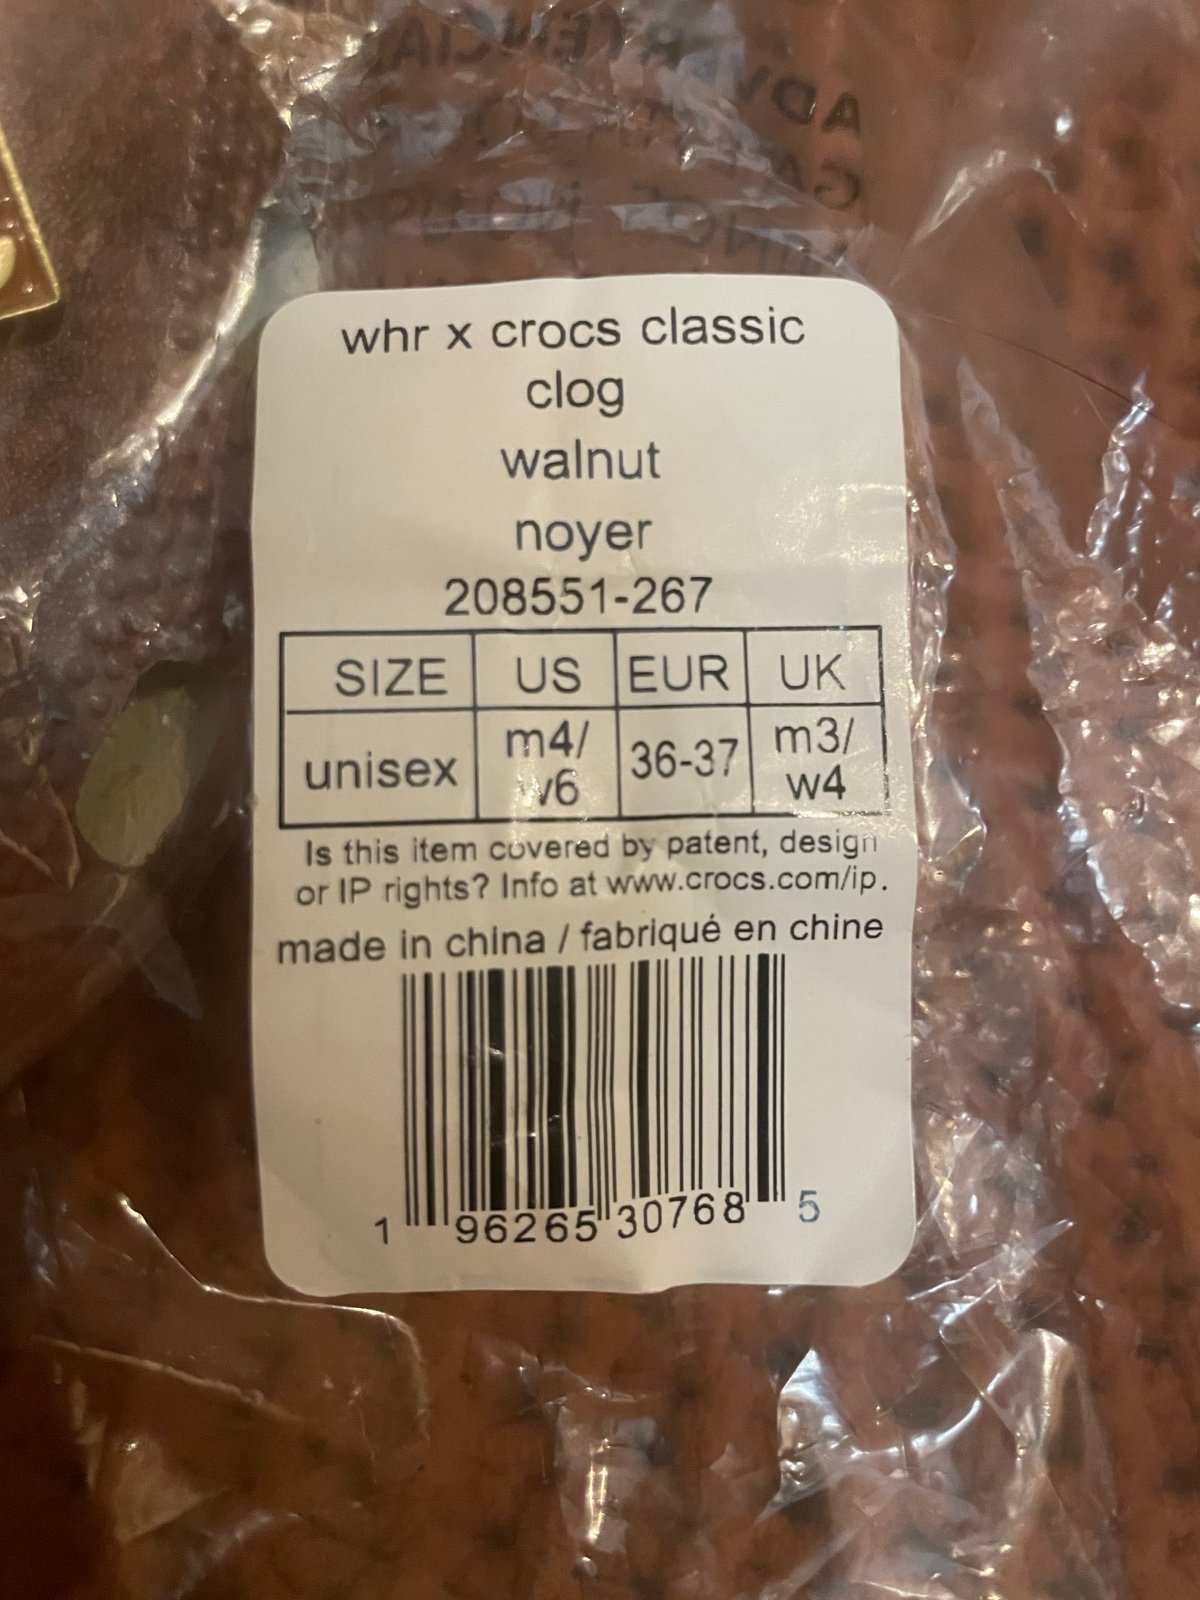 ADVERTENCIA
whr x crocs classic
clog
walnut
noyer
208551-267
SIZE US EUR UK
unisex m4/ w6 36-37 m3/ w4
Is this item covered by patent, design
or IP rights? Info at www.crocs.com/ip.
made in china / fabriqué en chine
1 96265 30768 5